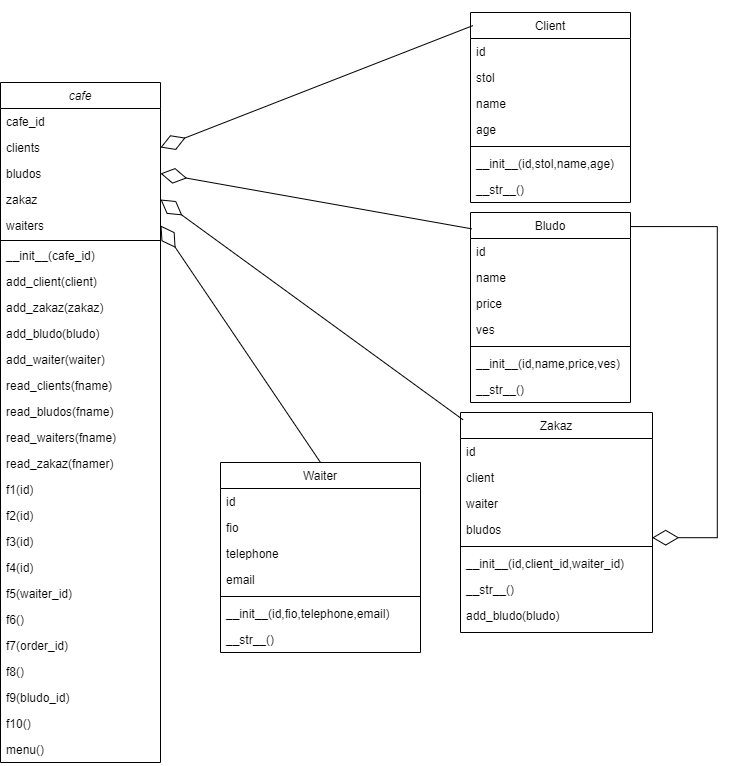 cafe
cafe_id
clients
bludos
zakaz
waiters
__init__(cafe_id)
add_client(client)
add_zakaz(zakaz)
add_bludo(bludo)
add_waiter(waiter)
read_clients(fname)
read_bludos(fname)
read_waiters(fname)
read_zakaz(fnamer)
f1(id)
f2(id)
f3(id)
f4(id)
f5(waiter_id)
f6()
f7(order_id)
f8()
f9(bludo_id)
f10()
menu()
Client
id
stol
name
age
__init__(id,stol,name,age)
__str__()
Bludo
id
name
price
ves
__init__(id,name,price,ves)
__str__()
Waiter
id
fio
telephone
email
__init__(id,fio,telephone,email)
__str__()
Zakaz
id
client
waiter
bludos
__init__(id,client_id,waiter_id)
__str__()
add_bludo(bludo)